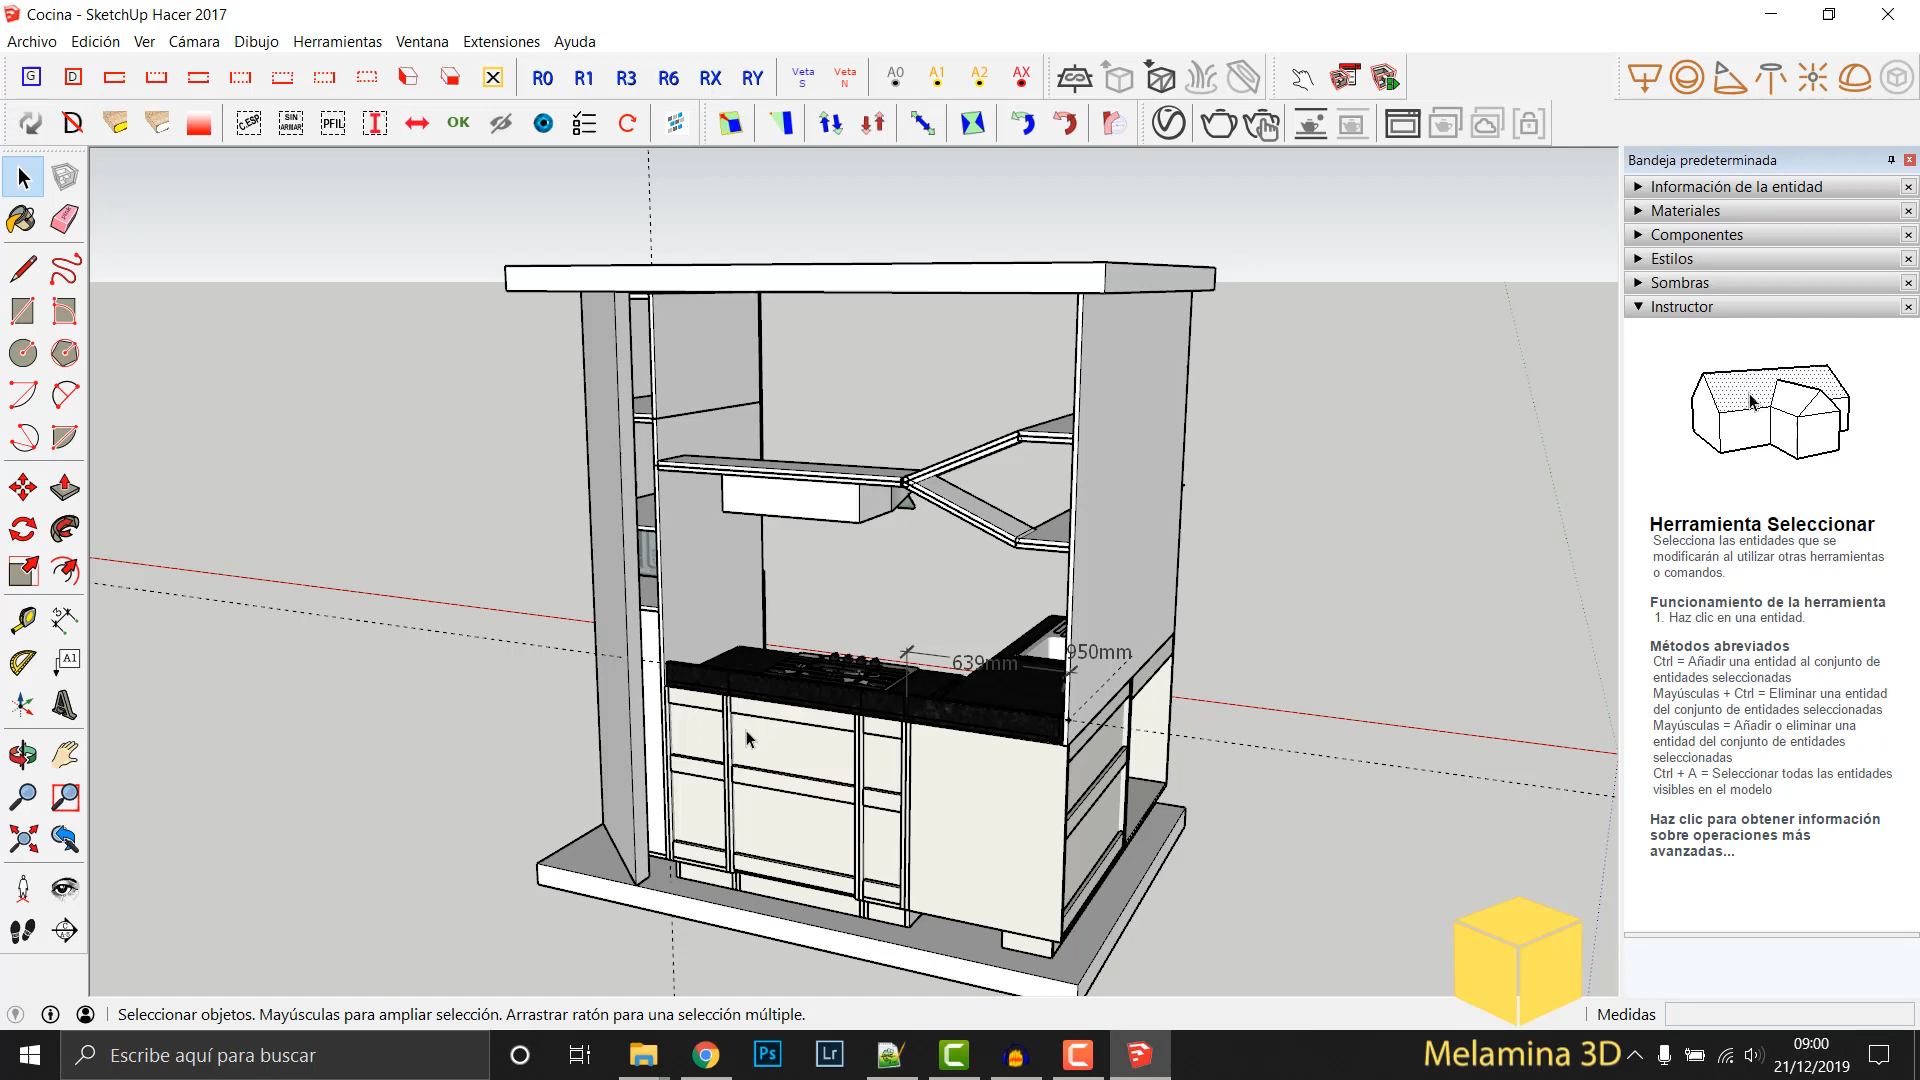 Cocina - SketchUp Hacer 2017
Archivo Edición Ver Cámara Dibujo Herramientas Ventana Extensiones Ayuda
G D R0 R1 R3 R6 RX RY Veta S Veta N A0 A1 A2 AX
D C.ESP SIN ARMAR PFIL OK
Bandeja predeterminada
Información de la entidad
Materiales
Componentes
Estilos
Sombras
Instructor
A1
639mm
950mm
Herramienta Seleccionar
Selecciona las entidades que se
modificarán al utilizar otras herramientas
o comandos.
Funcionamiento de la herramienta
1. Haz clic en una entidad.
Métodos abreviados
Ctrl = Añadir una entidad al conjunto de
entidades seleccionadas
Mayúsculas + Ctrl = Eliminar una entidad
del conjunto de entidades seleccionadas
Mayúsculas = Añadir o eliminar una
entidad del conjunto de entidades
seleccionadas
Ctrl + A = Seleccionar todas las entidades
visibles en el modelo
Haz clic para obtener información
sobre operaciones más
avanzadas...
Seleccionar objetos. Mayúsculas para ampliar selección. Arrastrar ratón para una selección múltiple.
Medidas
Escribe aquí para buscar
Ps
Lr
Melamina 3D
09:00
21/12/2019